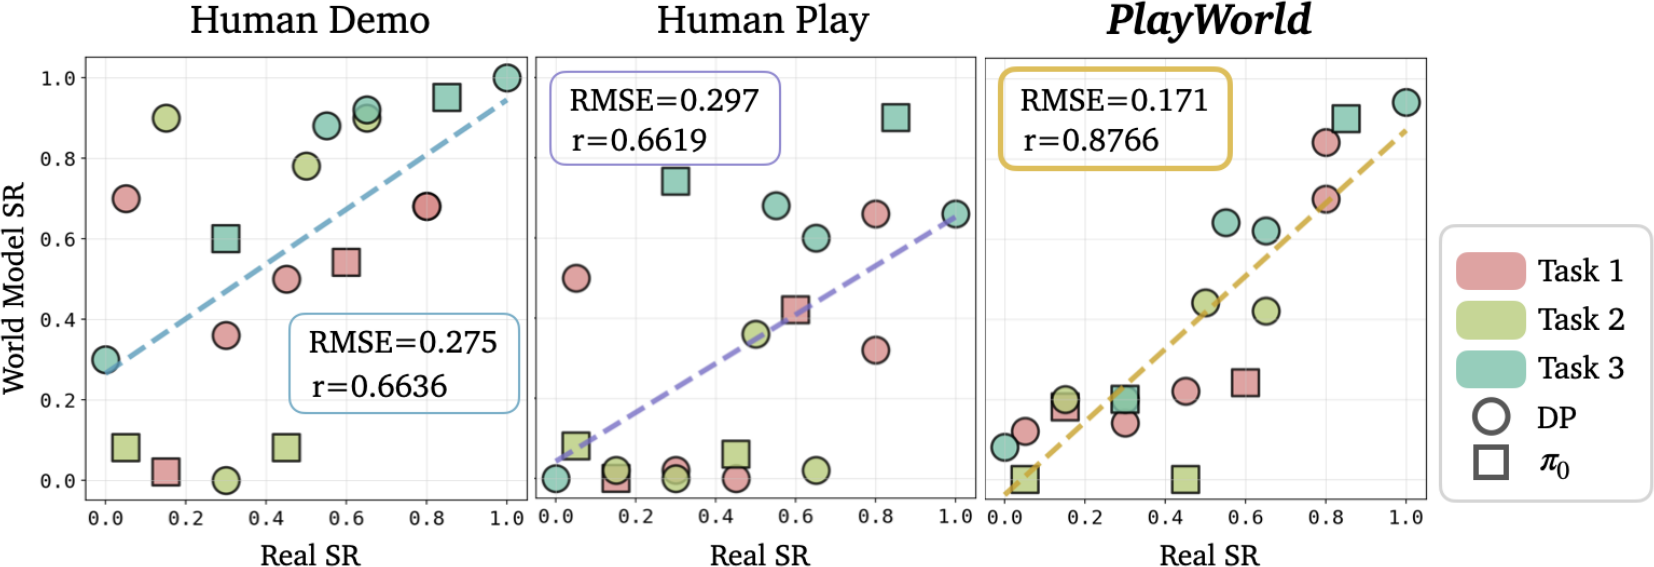 Human Demo
Human Play
PlayWorld
World Model SR
1.0
0.8
0.6
0.4
0.2
0.0
RMSE=0.275
r=0.6636
0.0 0.2 0.4 0.6 0.8 1.0
Real SR
RMSE=0.297
r=0.6619
0.0 0.2 0.4 0.6 0.8 1.0
Real SR
RMSE=0.171
r=0.8766
0.0 0.2 0.4 0.6 0.8 1.0
Real SR
Task 1
Task 2
Task 3
DP
π₀